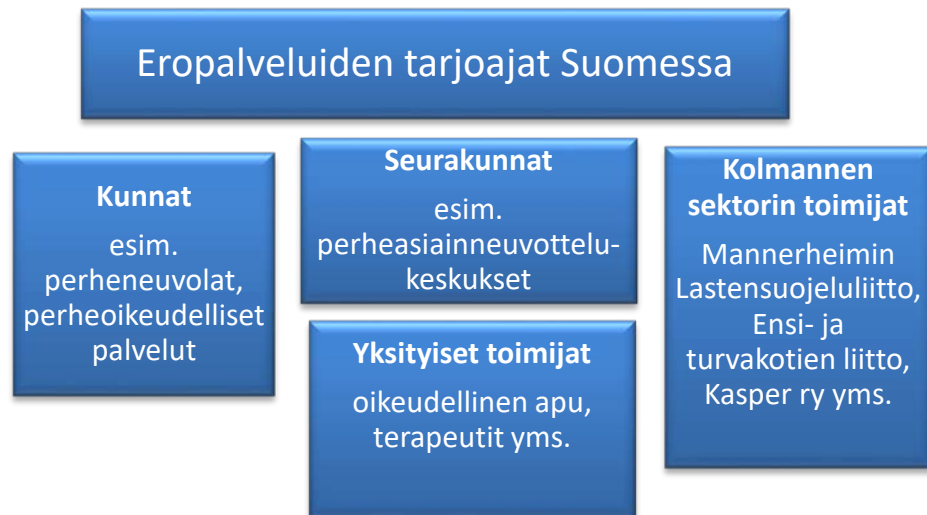 Eropalveluiden tarjoajat Suomessa
Kunnat
esim.
perheneuvolat,
perheoikeudelliset
palvelut
Seurakunnat
esim.
perheasiainneuvottelu-
keskukset
Yksityiset toimijat
oikeudellinen apu,
terapeutit yms.
Kolmannen
sektorin toimijat
Mannerheimin
Lastensuojeluliitto,
Ensi- ja
turvakotien liitto,
Kasper ry yms.